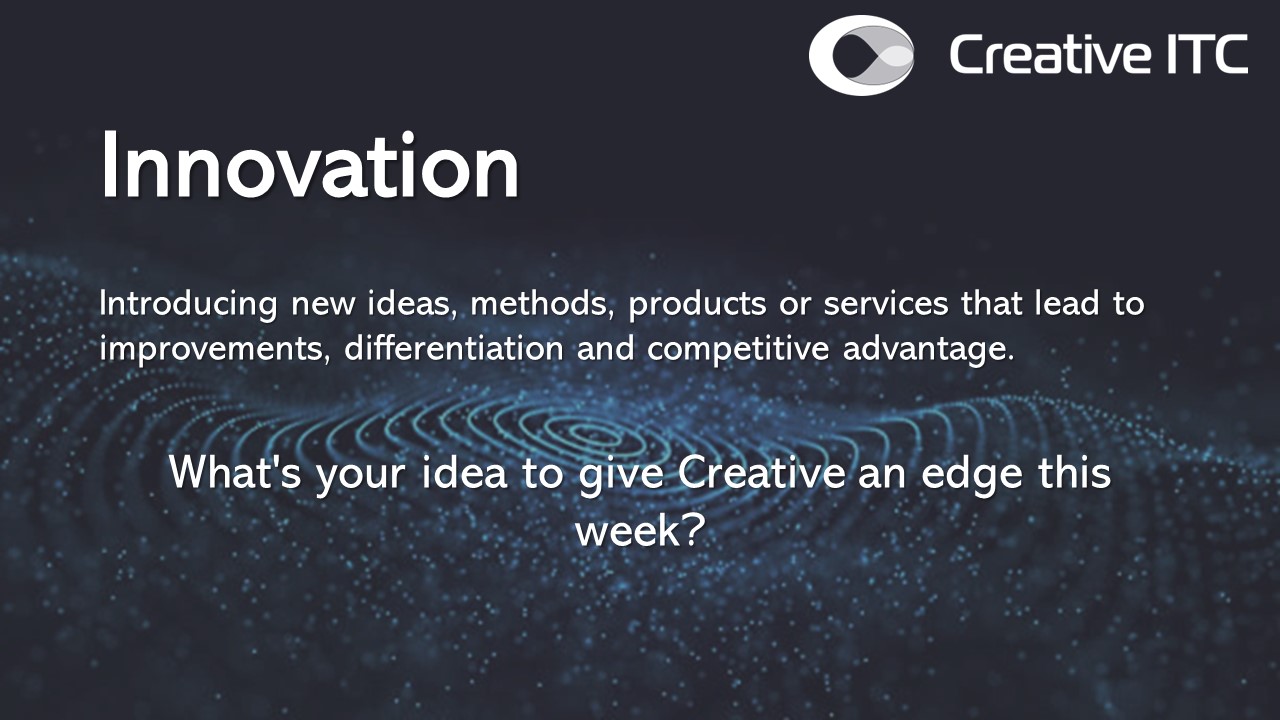 Creative ITC
Innovation
Introducing new ideas, methods, products or services that lead to
improvements, differentiation and competitive advantage.
What's your idea to give Creative an edge this
week?